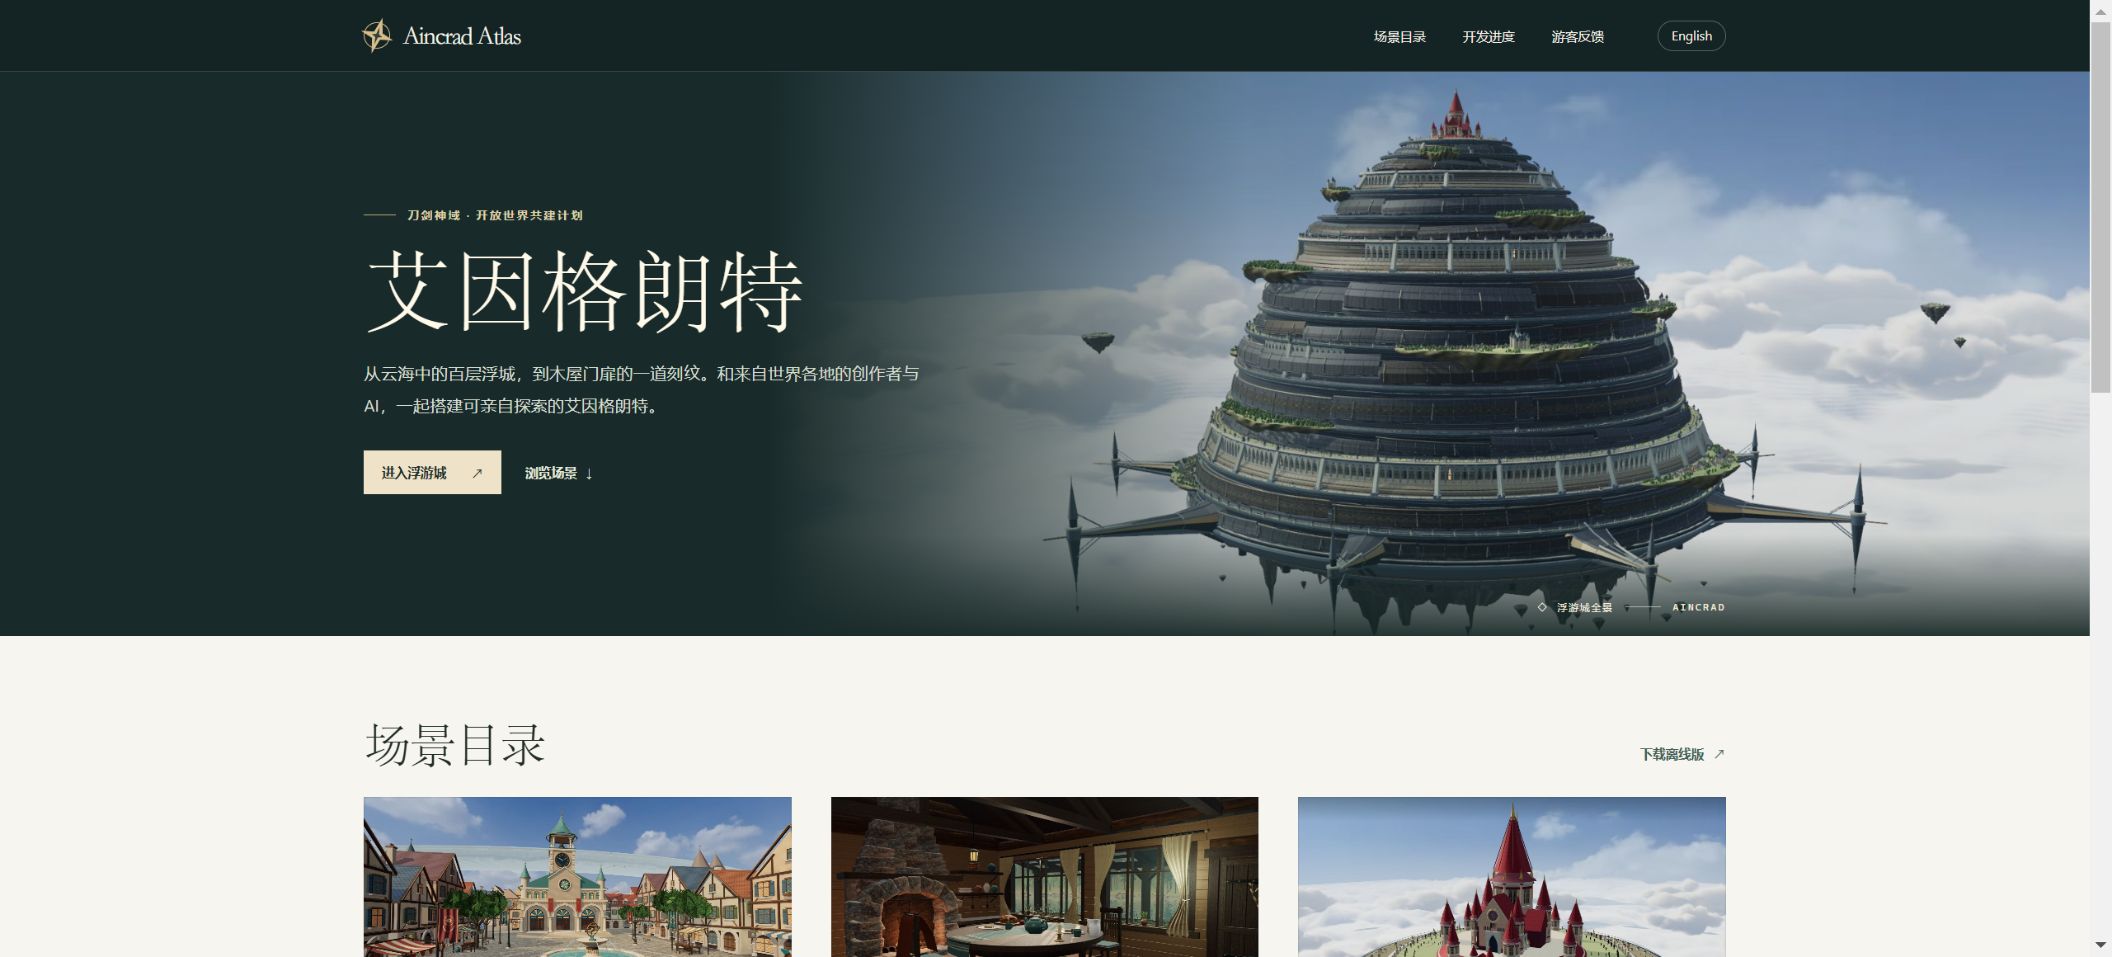 Aincrad Atlas
场景目录
开发进度
游客反馈
English
刀剑神域 · 开放世界共建计划
艾因格朗特
从云海中的百层浮城，到木屋门扉的一道刻纹。和来自世界各地的创作者与
AI，一起搭建可亲自探索的艾因格朗特。
进入浮游城 ↗
浏览场景 ↓
浮游城全景
AINCRAD
场景目录
下载离线版 ↗